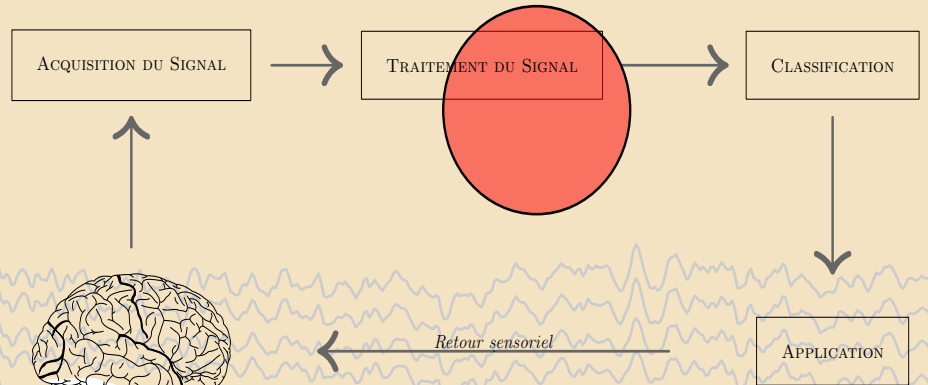 Acquisition du Signal
Traitement du Signal
Classification
Retour sensoriel
Application